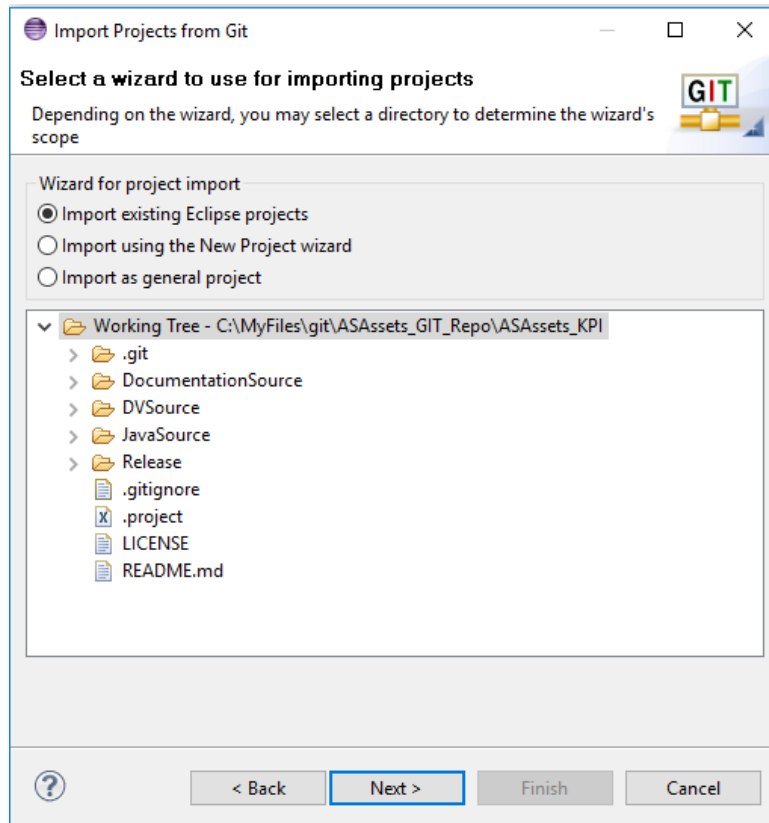 Import Projects from Git
Select a wizard to use for importing projects
Depending on the wizard, you may select a directory to determine the wizard's
scope
GIT
Wizard for project import
Import existing Eclipse projects
Import using the New Project wizard
Import as general project
Working Tree - C:\MyFiles\git\ASAssets_GIT_Repo\ASAssets_KPI
.git
DocumentationSource
DVSource
JavaSource
Release
.gitignore
X .project
LICENSE
README.md
? < Back Next > Finish Cancel